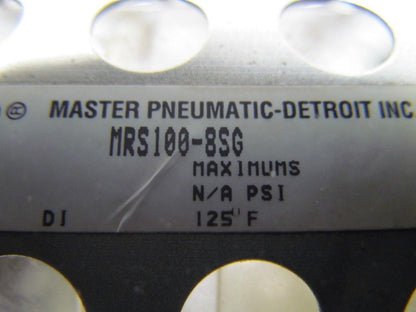 ® MASTER PNEUMATIC-DETROIT INC
MRS100-8SG
MAXIMUMS
N/A PSI
DI 125°F